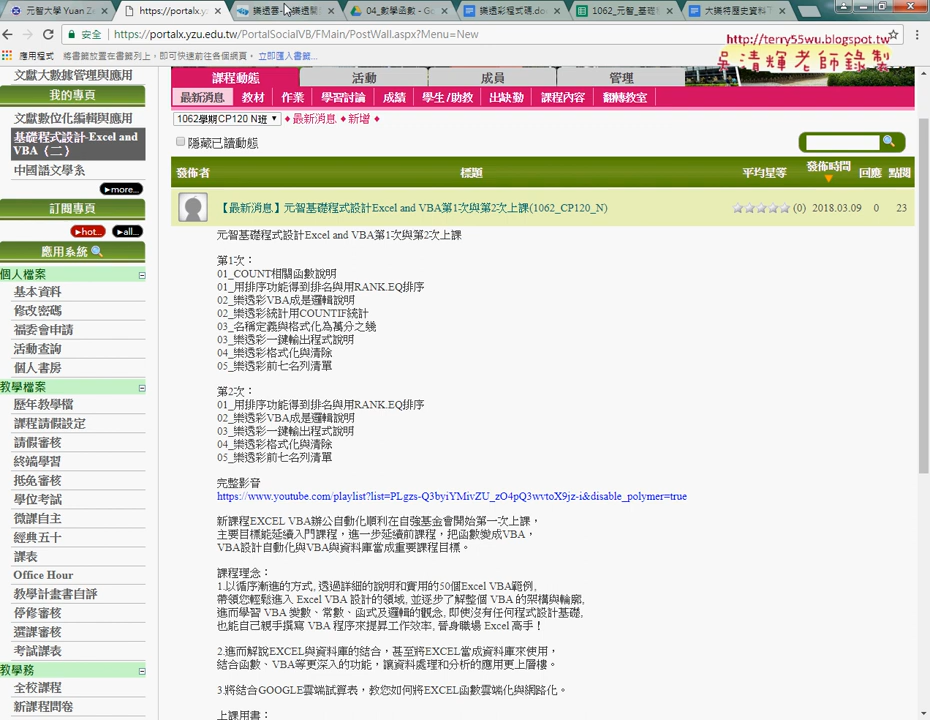 元智大學 Yuan Z
https://portalx.yz
樂透雲-樂透彩
04_數學函數 - Go
樂透彩程式碼.do
1062_元智_基礎
大樂特歷史資料下
安全 https://portalx.yzu.edu.tw/PortalSocialVB/FMain/PostWall.aspx?Menu=New
應用程式 將書籤放置在書籤列上，即可快速前往各個網頁。 立即匯入書籤...
http://terry55wu.blogspot.tw
吳清輝老師錄製
文獻大數據管理與應用
我的專頁
文獻數位化編輯與應用
基礎程式設計-Excel and VBA（二）
中國語文學系
▶more...
訂閱專頁
▶hot... ▶all...
應用系統
個人檔案
基本資料
修改密碼
福委會申請
活動查詢
個人書房
教學檔案
歷年教學檔
課程請假設定
請假審核
終端學習
抵免審核
學位考試
微課自主
經典五十
課表
Office Hour
教學計畫書自評
停修審核
選課審核
考試課表
教學務
全校課程
新課程問卷
課程動態 活動 成員 管理
最新消息 教材 作業 學習討論 成績 學生/助教 出缺勤 課程內容 翻轉教室
1062學期CP120 N班 ♦最新消息 ♦新增 ♦
隱藏已讀動態
發佈者 標題 平均星等 發佈時間 回應 點閱
【最新消息】元智基礎程式設計Excel and VBA第1次與第2次上課(1062_CP120_N) (0) 2018.03.09 0 23
元智基礎程式設計Excel and VBA第1次與第2次上課
第1次：
01_COUNT相關函數說明
01_用排序功能得到排名與用RANK.EQ排序
02_樂透彩VBA成是邏輯說明
02_樂透彩統計用COUNTIF統計
03_名稱定義與格式化為萬分之幾
03_樂透彩一鍵輸出程式說明
04_樂透彩格式化與清除
05_樂透彩前七名列清單
第2次：
01_用排序功能得到排名與用RANK.EQ排序
02_樂透彩VBA成是邏輯說明
03_樂透彩一鍵輸出程式說明
04_樂透彩格式化與清除
05_樂透彩前七名列清單
完整影音
https://www.youtube.com/playlist?list=PLgzs-Q3byiYMivZU_zO4pQ3wvtoX9jz-i&disable_polymer=true
新課程EXCEL VBA辦公自動化順利在自強基金會開始第一次上課，
主要目標能延續入門課程，進一步延續前課程，把函數變成VBA，
VBA設計自動化與VBA與資料庫當成重要課程目標。
課程理念：
1.以循序漸進的方式, 透過詳細的說明和實用的50個Excel VBA範例,
帶領您輕鬆進入 Excel VBA 設計的領域, 並逐步了解整個 VBA 的架構與輪廓,
進而學習 VBA 變數、常數、函式及邏輯的觀念, 即使沒有任何程式設計基礎,
也能自己親手撰寫 VBA 程序來提昇工作效率, 晉身職場 Excel 高手！
2.進而解說EXCEL與資料庫的結合，甚至將EXCEL當成資料庫來使用，
結合函數、VBA等更深入的功能，讓資料處理和分析的應用更上層樓。
3.將結合GOOGLE雲端試算表，教您如何將EXCEL函數雲端化與網路化。
上課用書：